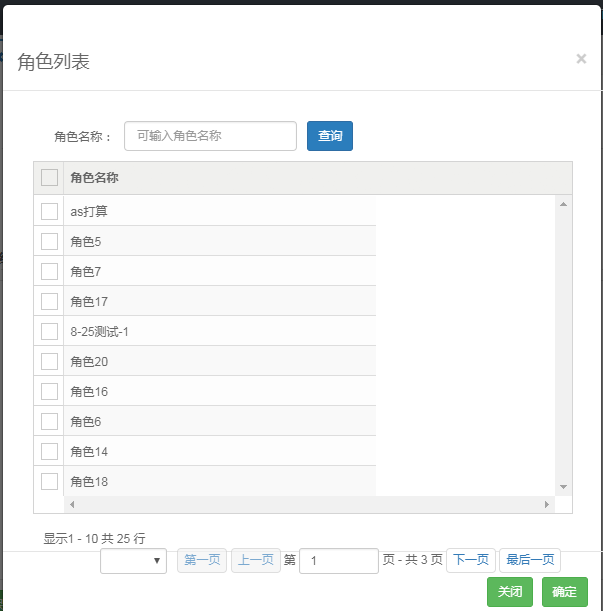 角色列表 ×
角色名称： 可输入角色名称 查询
角色名称
as打算
角色5
角色7
角色17
8-25测试-1
角色20
角色16
角色6
角色14
角色18
显示1 - 10 共 25 行
第一页 上一页 第 1 页 - 共 3 页 下一页 最后一页
关闭 确定